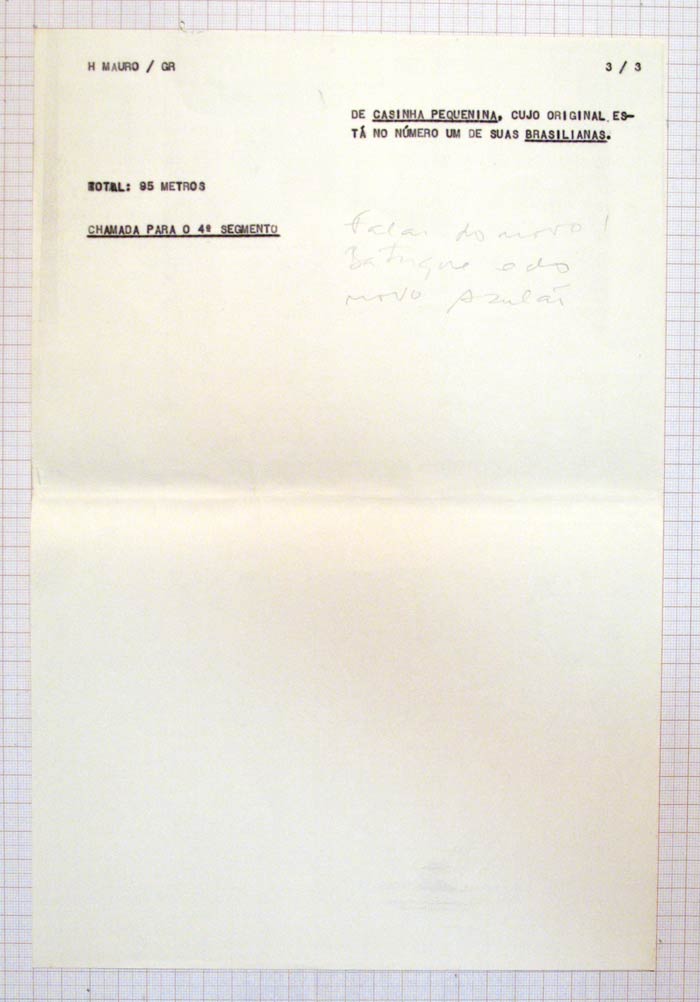 H MAURO / GR 3 / 3
DE CASINHA PEQUENINA, CUJO ORIGINAL ES-
TÁ NO NÚMERO UM DE SUAS BRASILIANAS.
TOTAL: 95 METROS
CHAMADA PARA O 4º SEGMENTO
Falar do novo!
Batuque e do
novo Azulão